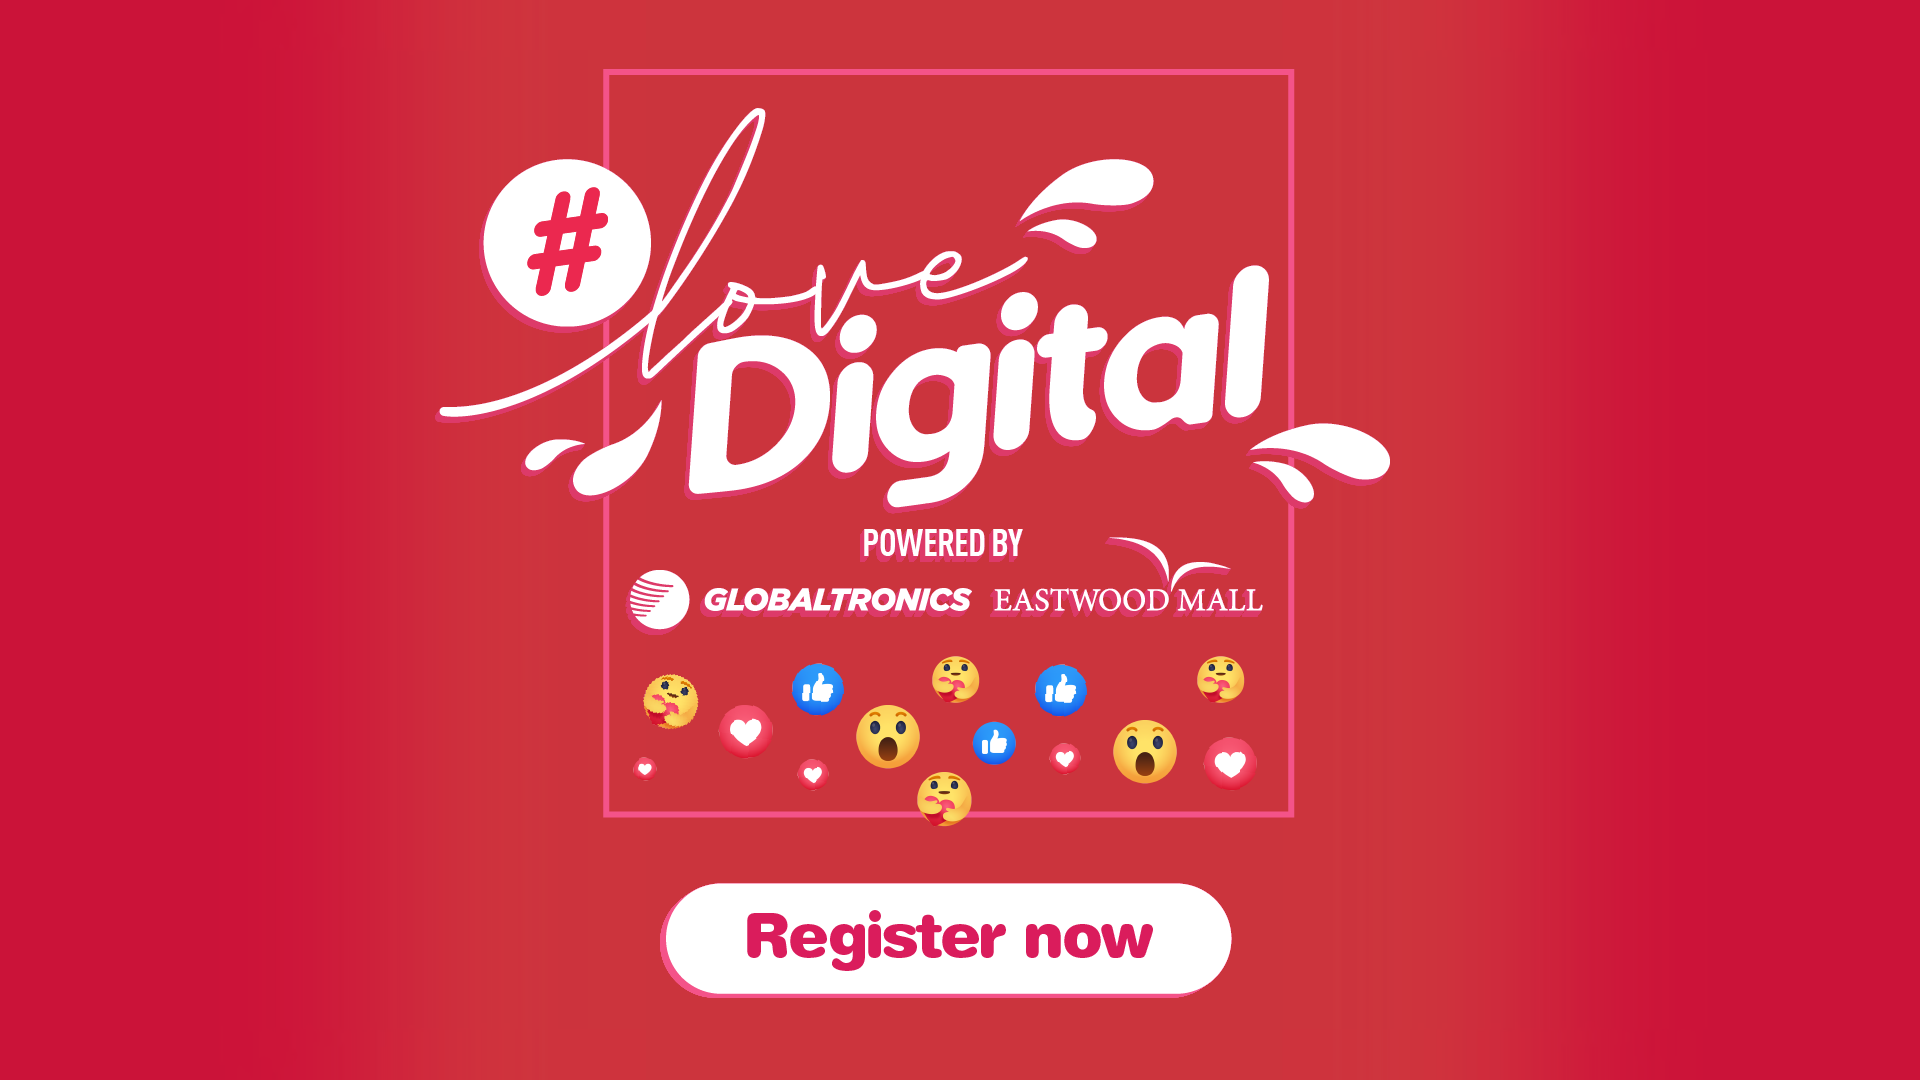 #love
Digital
POWERED BY
GLOBALTRONICS EASTWOOD MALL
Register now